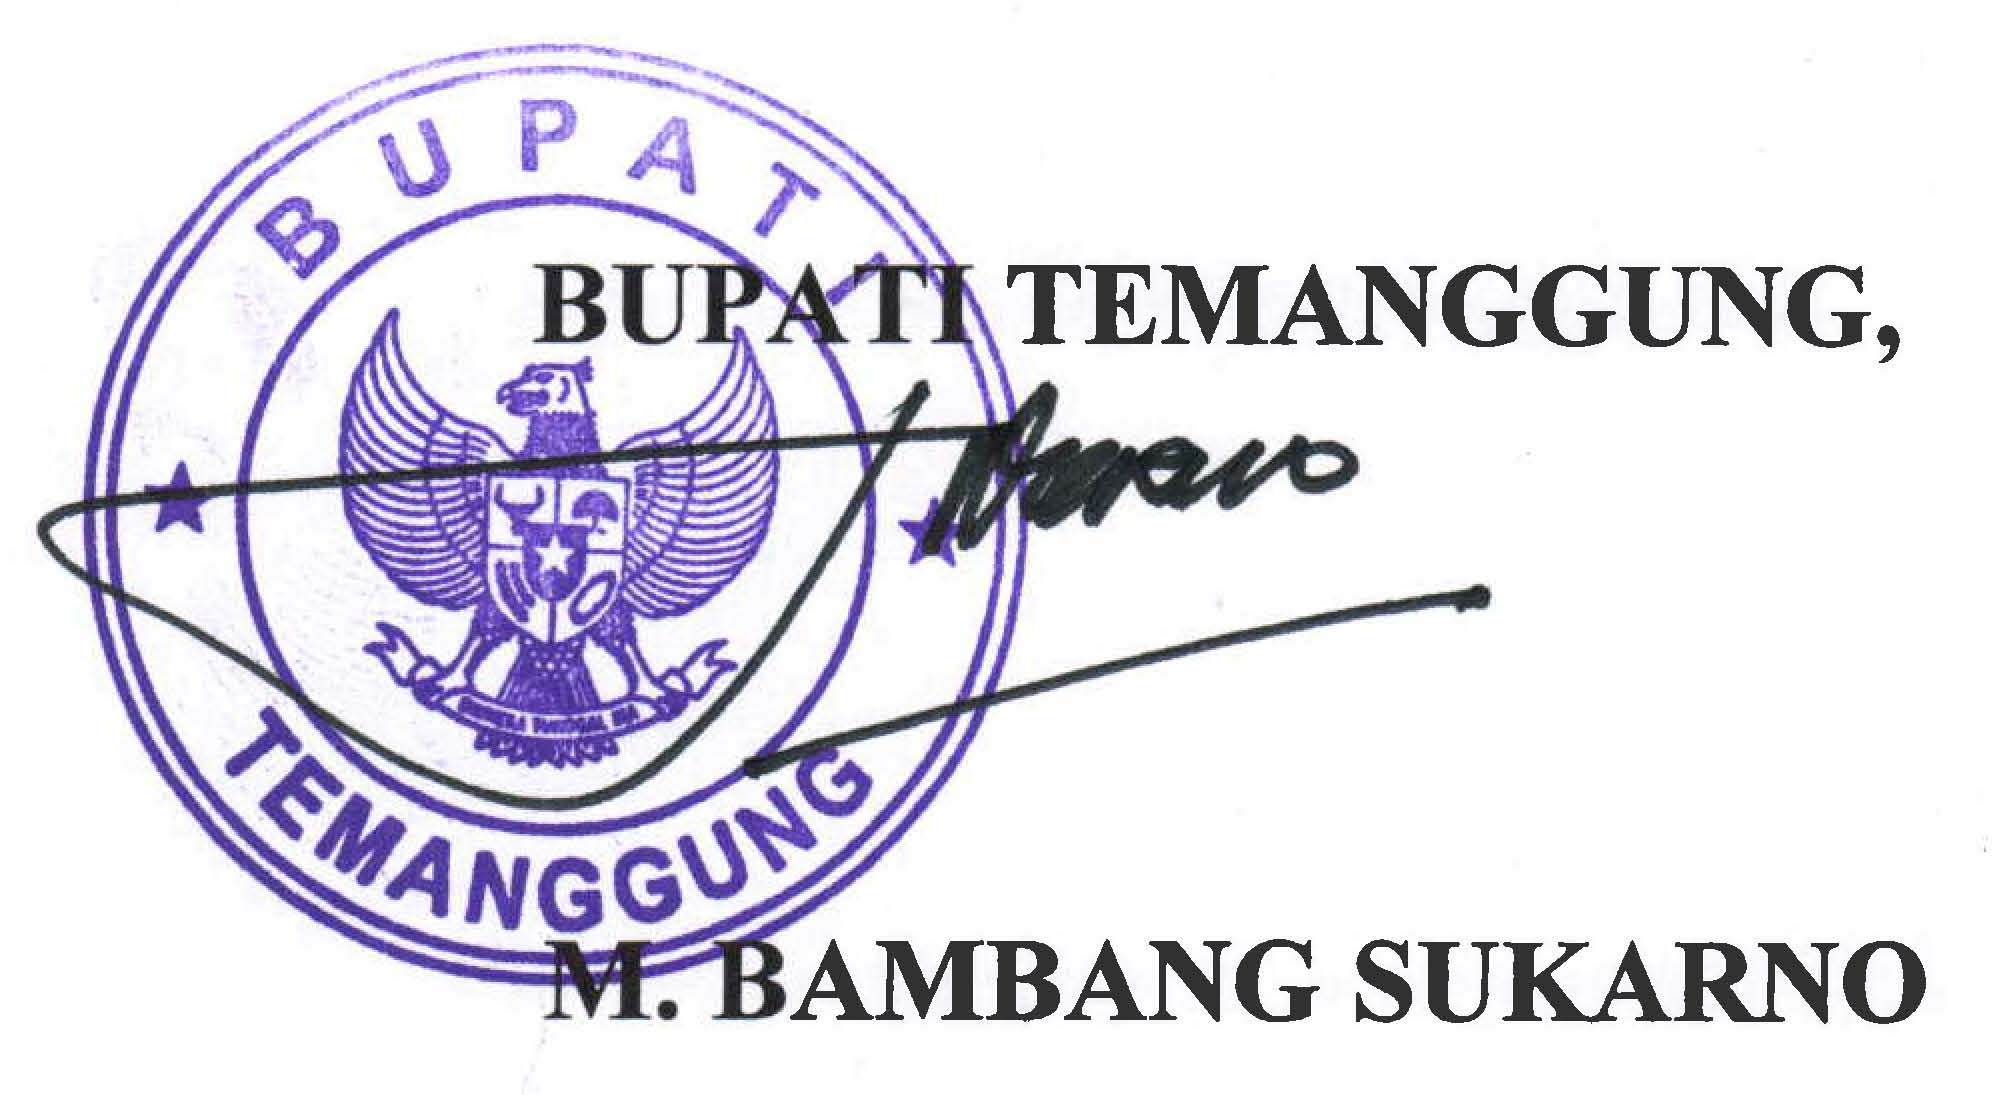 BUPATI
BUPATI TEMANGGUNG,
TEMANGGUNG
M. BAMBANG SUKARNO